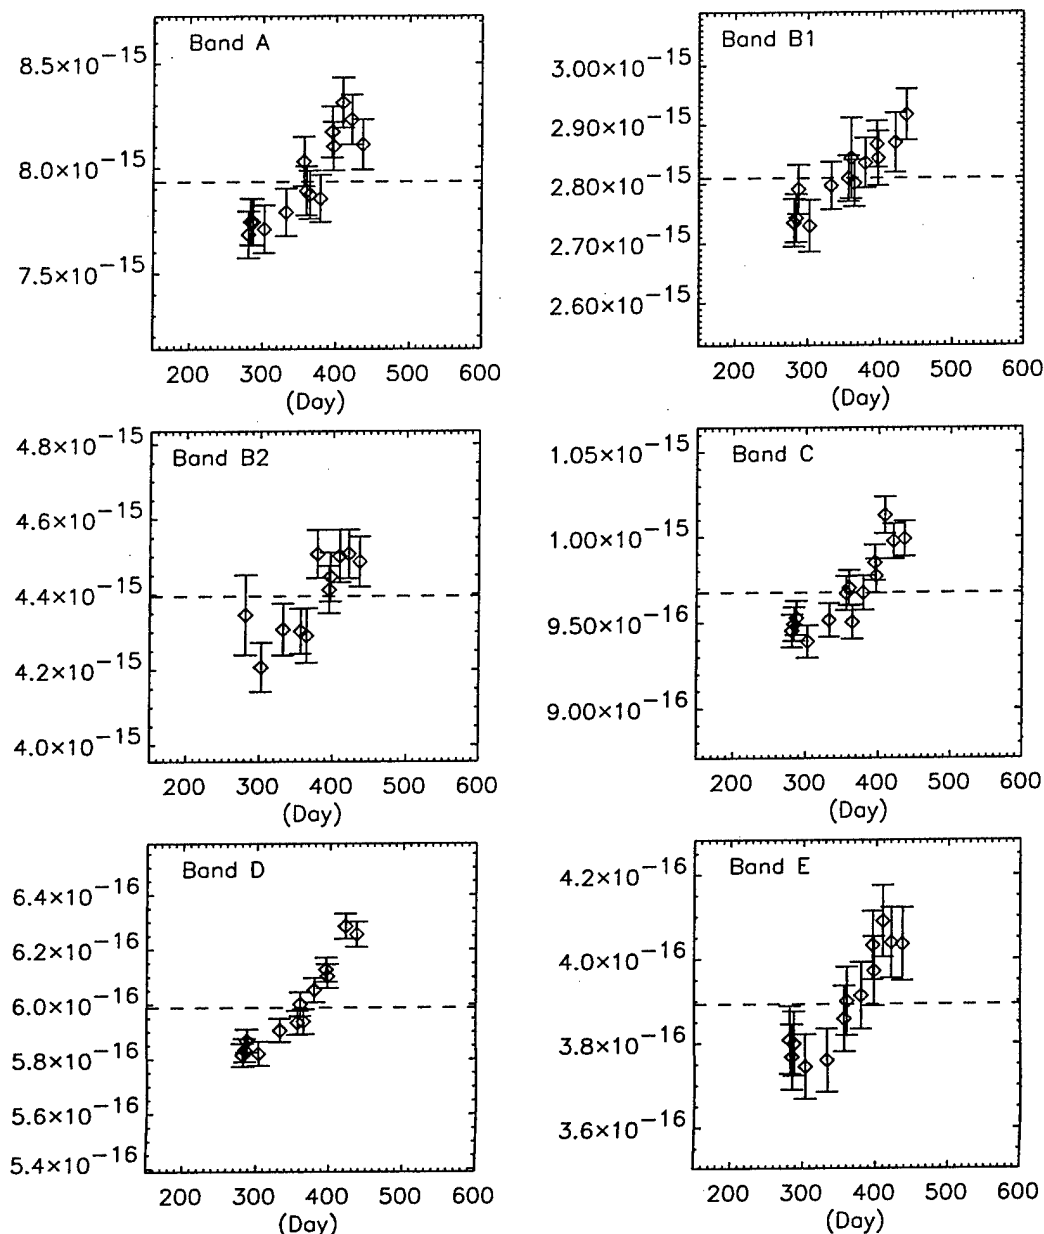 Band A
8.5×10−15
8.0×10−15
7.5×10−15
200 300 400 500 600
(Day)
Band B1
3.00×10−15
2.90×10−15
2.80×10−15
2.70×10−15
2.60×10−15
200 300 400 500 600
(Day)
Band B2
4.8×10−15
4.6×10−15
4.4×10−15
4.2×10−15
4.0×10−15
200 300 400 500 600
(Day)
Band C
1.05×10−15
1.00×10−15
9.50×10−16
9.00×10−16
200 300 400 500 600
(Day)
Band D
6.4×10−16
6.2×10−16
6.0×10−16
5.8×10−16
5.6×10−16
5.4×10−16
200 300 400 500 600
(Day)
Band E
4.2×10−16
4.0×10−16
3.8×10−16
3.6×10−16
200 300 400 500 600
(Day)